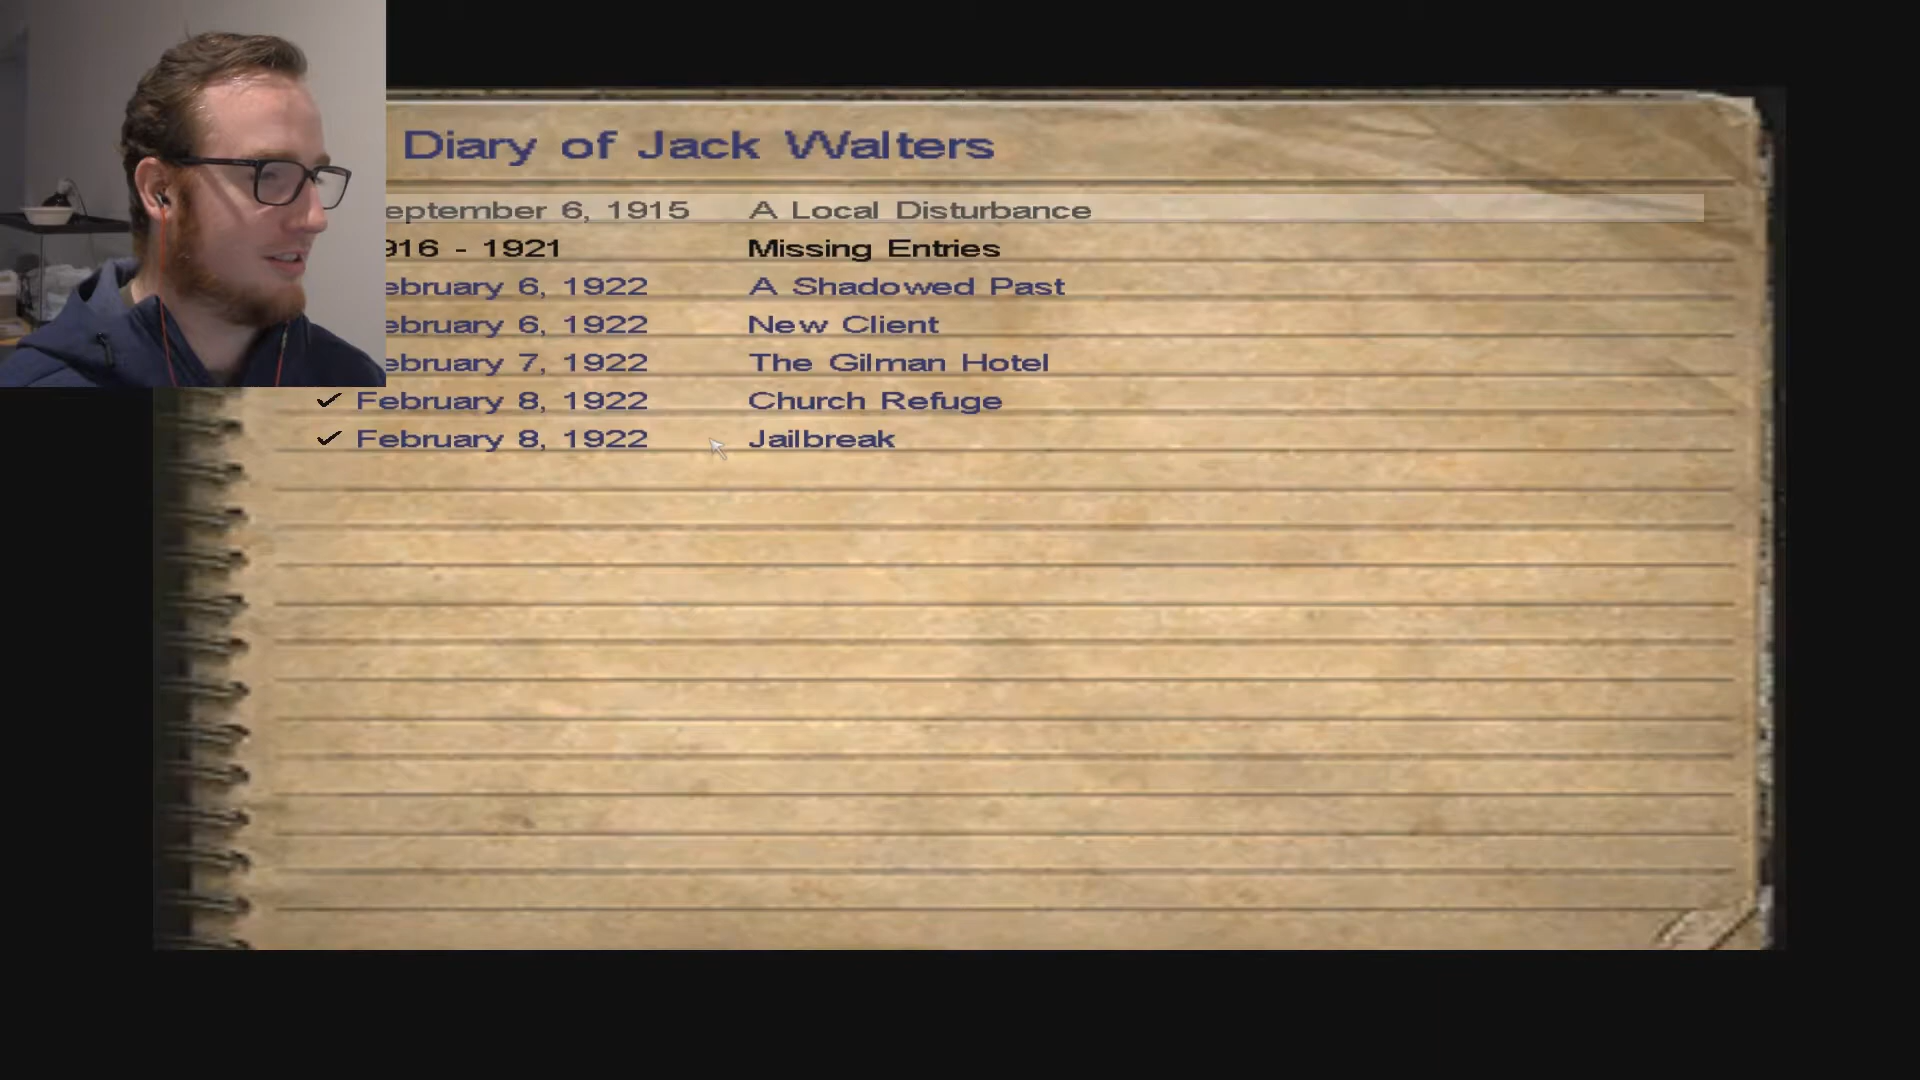 Diary of Jack Walters
eptember 6, 1915 A Local Disturbance
916 - 1921 Missing Entries
ebruary 6, 1922 A Shadowed Past
ebruary 6, 1922 New Client
ebruary 7, 1922 The Gilman Hotel
✓ February 8, 1922 Church Refuge
✓ February 8, 1922 Jailbreak